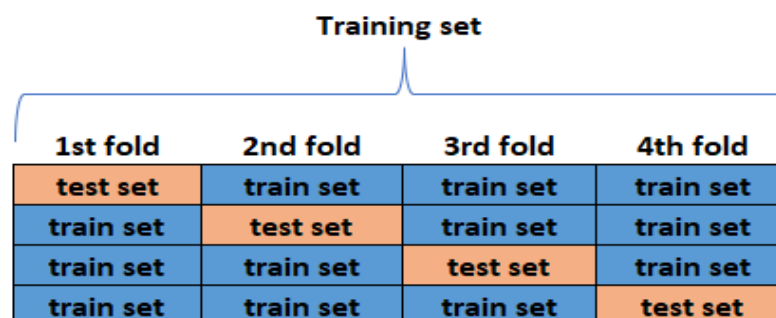 Training set
1st fold 2nd fold 3rd fold 4th fold
test set train set train set train set
train set test set train set train set
train set train set test set train set
train set train set train set test set